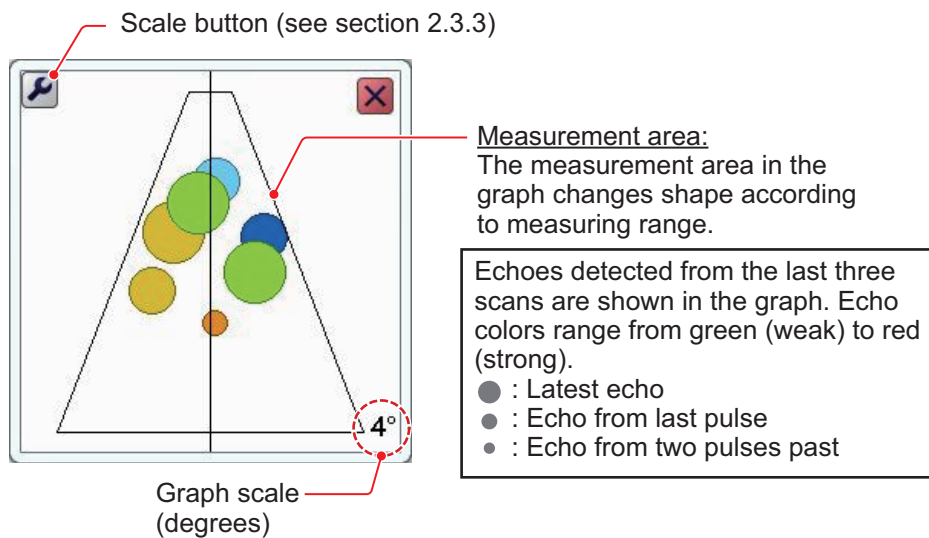 Scale button (see section 2.3.3)
Measurement area:
The measurement area in the
graph changes shape according
to measuring range.
Echoes detected from the last three
scans are shown in the graph. Echo
colors range from green (weak) to red
(strong).
: Latest echo
: Echo from last pulse
: Echo from two pulses past
4°
Graph scale
(degrees)